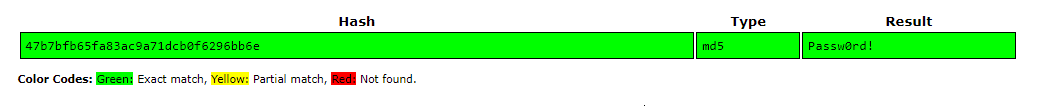 Hash Type Result
47b7bfb65fa83ac9a71dcb0f6296bb6e md5 Passw0rd!
Color Codes: Green: Exact match, Yellow: Partial match, Red: Not found.